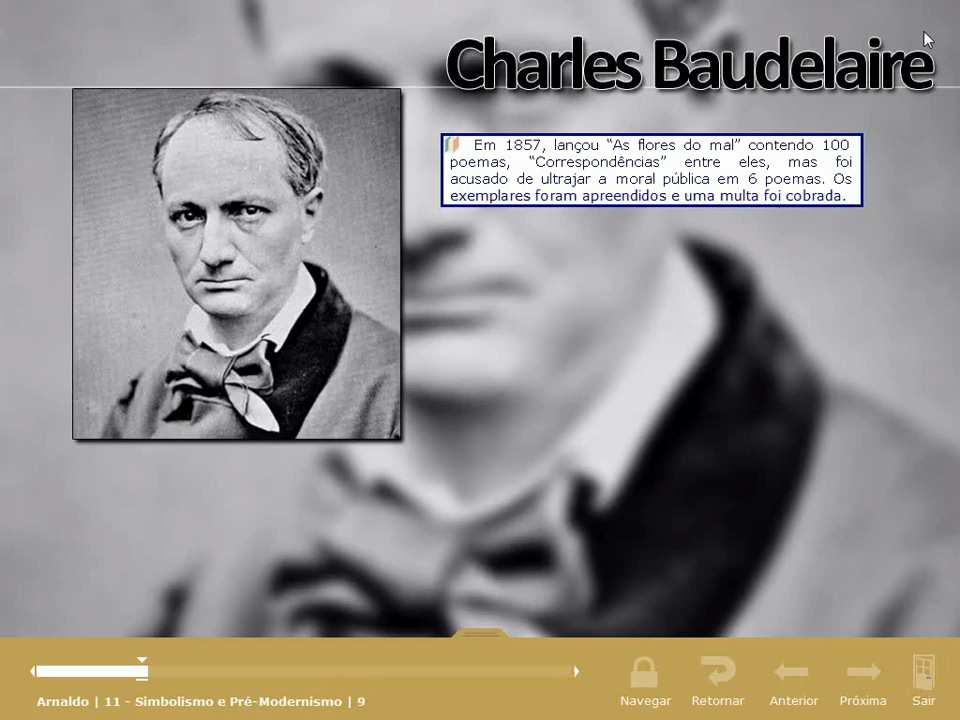 Charles Baudelaire
Em 1857, lançou “As flores do mal” contendo 100
poemas, “Correspondências” entre eles, mas foi
acusado de ultrajar a moral pública em 6 poemas. Os
exemplares foram apreendidos e uma multa foi cobrada.
Navegar Retornar Anterior Próxima Sair
Arnaldo | 11 - Simbolismo e Pré-Modernismo | 9